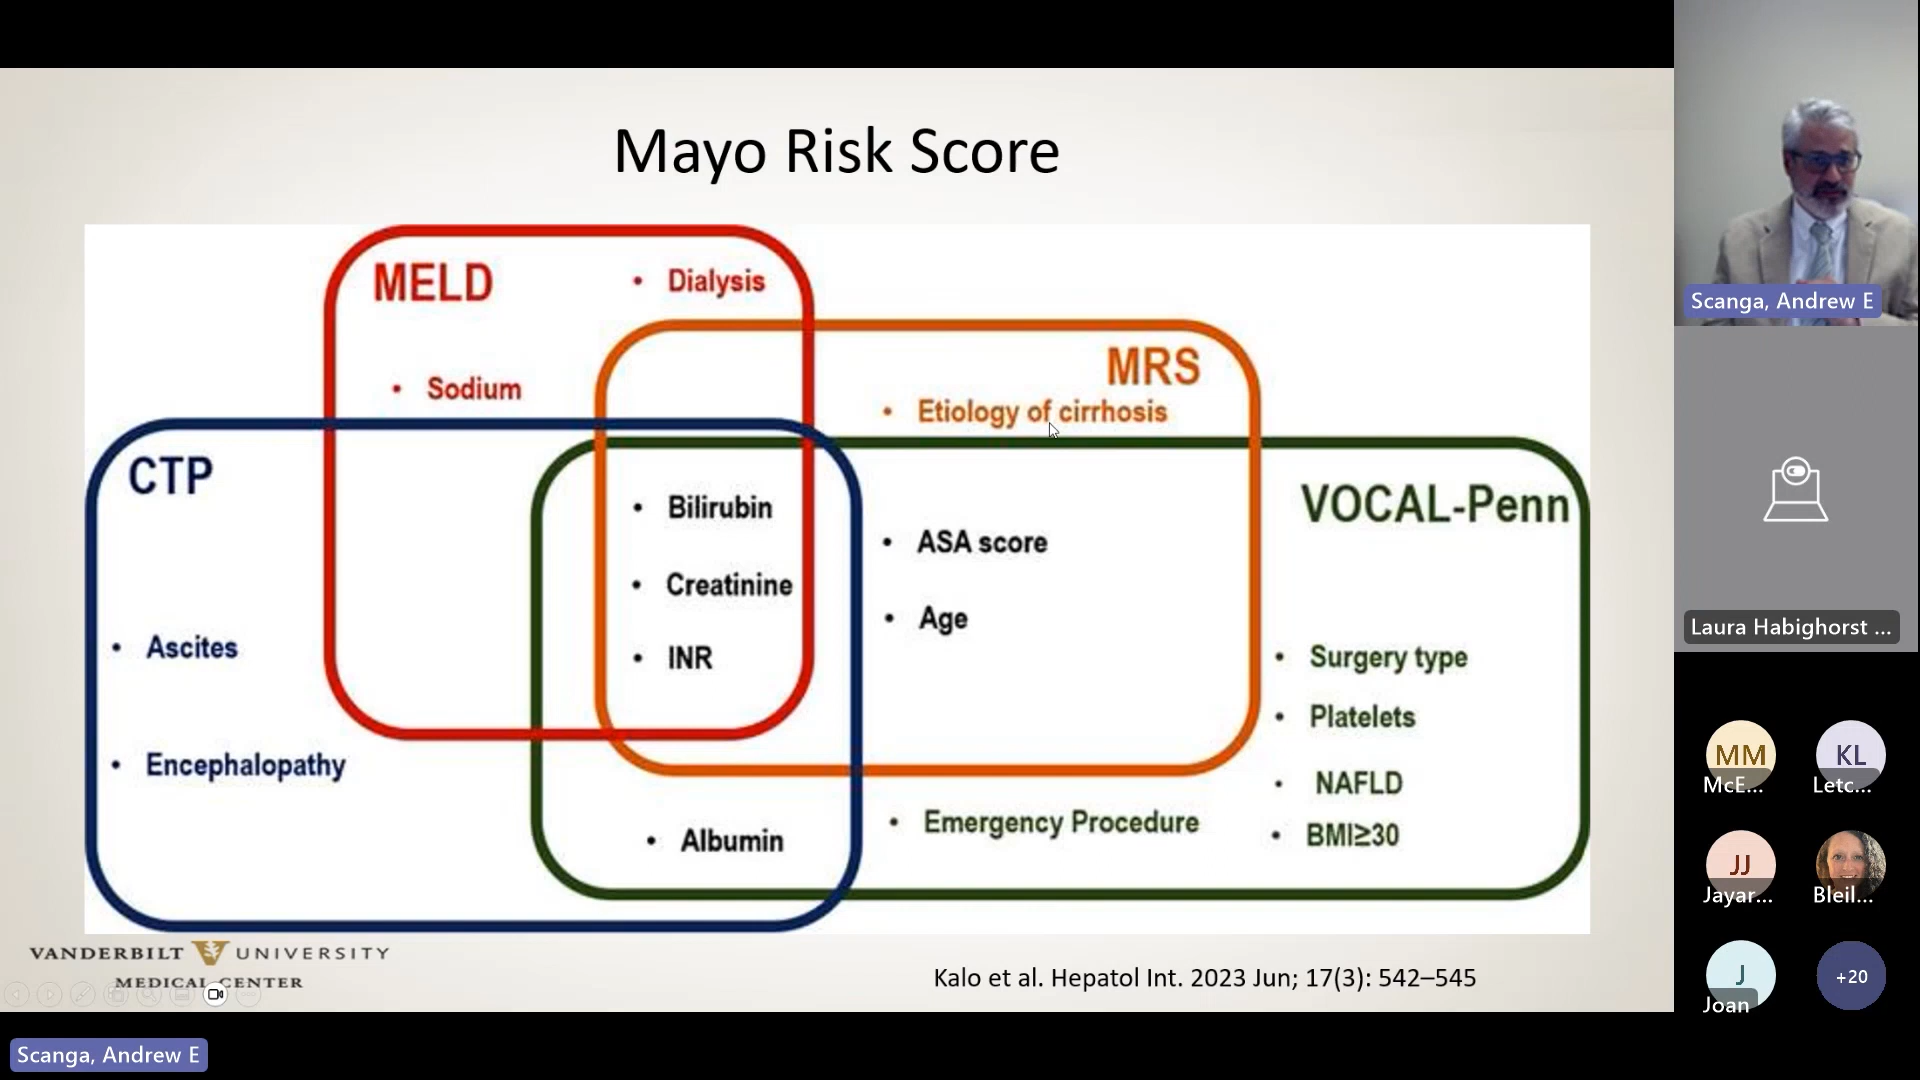 Mayo Risk Score
MELD
• Dialysis
• Sodium
MRS
• Etiology of cirrhosis
CTP
• Ascites
• Encephalopathy
• Bilirubin
• Creatinine
• INR
• Albumin
• ASA score
• Age
• Emergency Procedure
VOCAL-Penn
• Surgery type
• Platelets
• NAFLD
• BMI≥30
VANDERBILT UNIVERSITY
MEDICAL CENTER
Kalo et al. Hepatol Int. 2023 Jun; 17(3): 542–545
Scanga, Andrew E
Scanga, Andrew E
Laura Habighorst ...
MM
McE...
KL
Letc...
JJ
Jayar...
Bleil...
J
Joan
+20